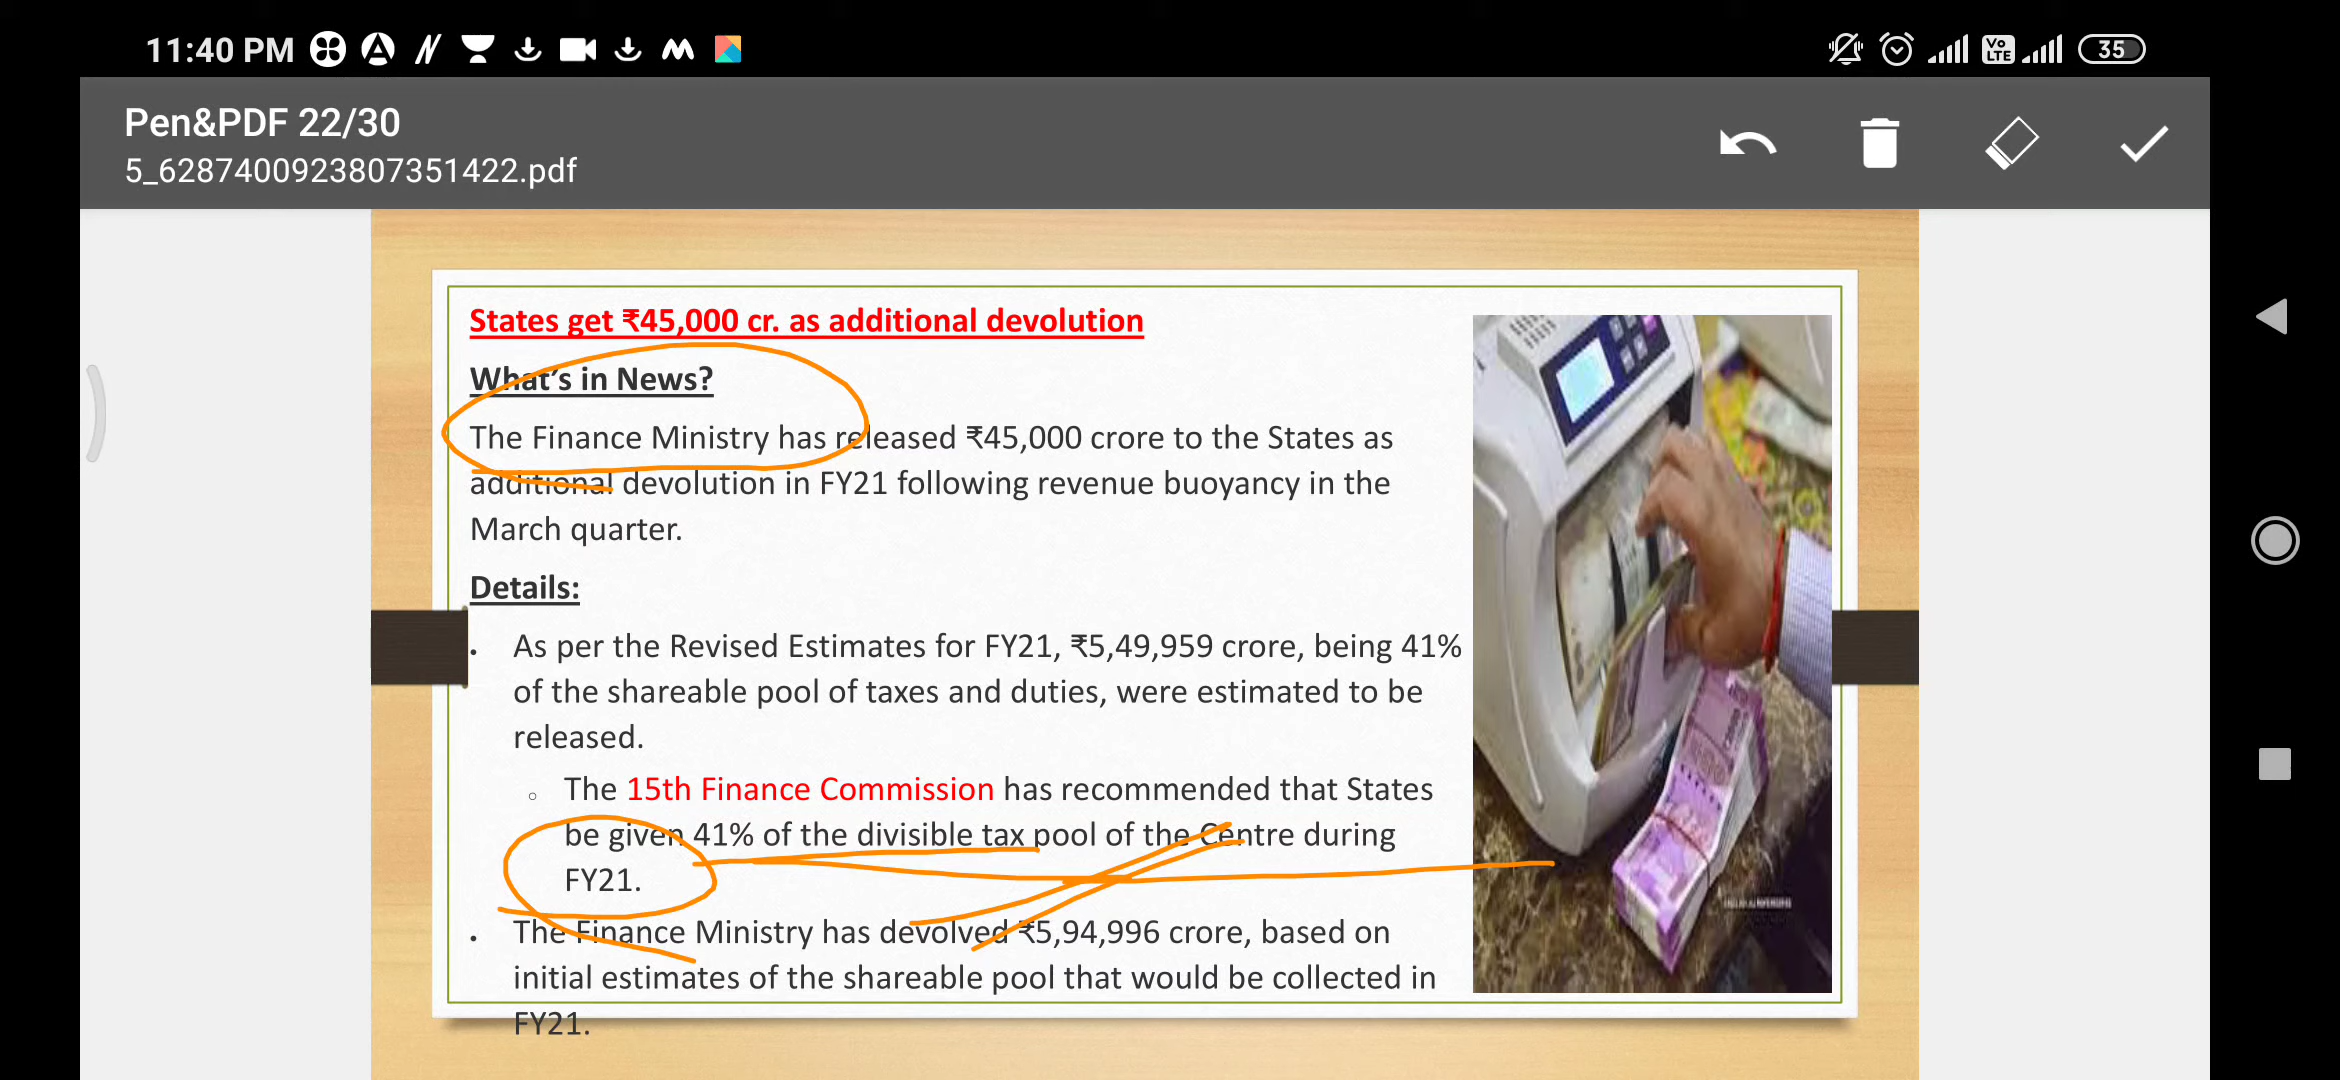 11:40 PM
Vo
LTE
35
Pen&PDF 22/30
5_6287400923807351422.pdf
States get ₹45,000 cr. as additional devolution
What's in News?
The Finance Ministry has released ₹45,000 crore to the States as
additional devolution in FY21 following revenue buoyancy in the
March quarter.
Details:
• As per the Revised Estimates for FY21, ₹5,49,959 crore, being 41%
of the shareable pool of taxes and duties, were estimated to be
released.
○ The 15th Finance Commission has recommended that States
be given 41% of the divisible tax pool of the Centre during
FY21.
• The Finance Ministry has devolved ₹5,94,996 crore, based on
initial estimates of the shareable pool that would be collected in
FY21.